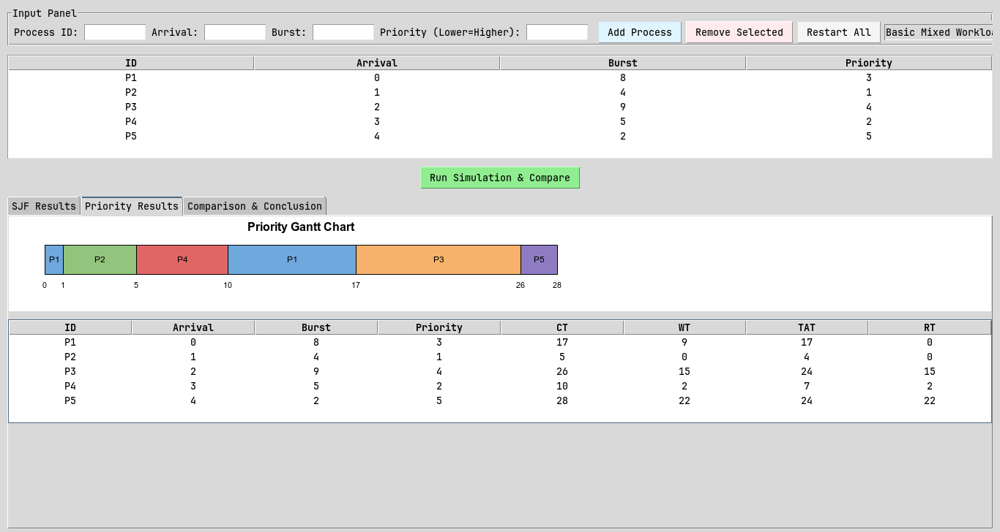 Input Panel
Process ID: Arrival: Burst: Priority (Lower=Higher): Add Process Remove Selected Restart All Basic Mixed
ID Arrival Burst Priority
P1 0 8 3
P2 1 4 1
P3 2 9 4
P4 3 5 2
P5 4 2 5
Run Simulation & Compare
SJF Results Priority Results Comparison & Conclusion
Priority Gantt Chart
P1 P2 P4 P1 P3 P5
0 1 5 10 17 26 28
ID Arrival Burst Priority CT WT TAT RT
P1 0 8 3 17 9 17 0
P2 1 4 1 5 0 4 0
P3 2 9 4 26 15 24 15
P4 3 5 2 10 2 7 2
P5 4 2 5 28 22 24 22